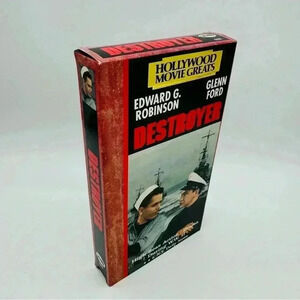 DESTROYER
HOLLYWOOD
MOVIE GREATS
EDWARD G.
ROBINSON
GLENN
FORD
DESTROYER
DESTROYER